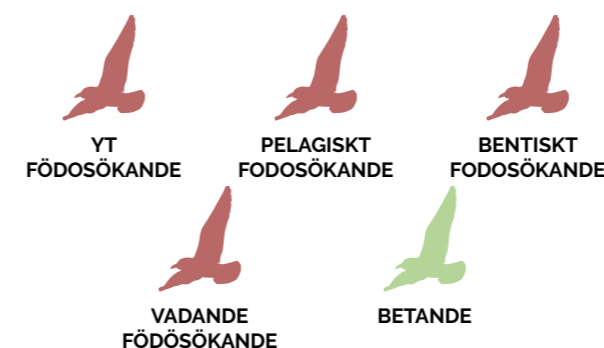 YT
FÖDOSÖKANDE
PELAGISKT
FODOSÖKANDE
BENTISKT
FODOSÖKANDE
VADANDE
FÖDÖSÖKANDE
BETANDE